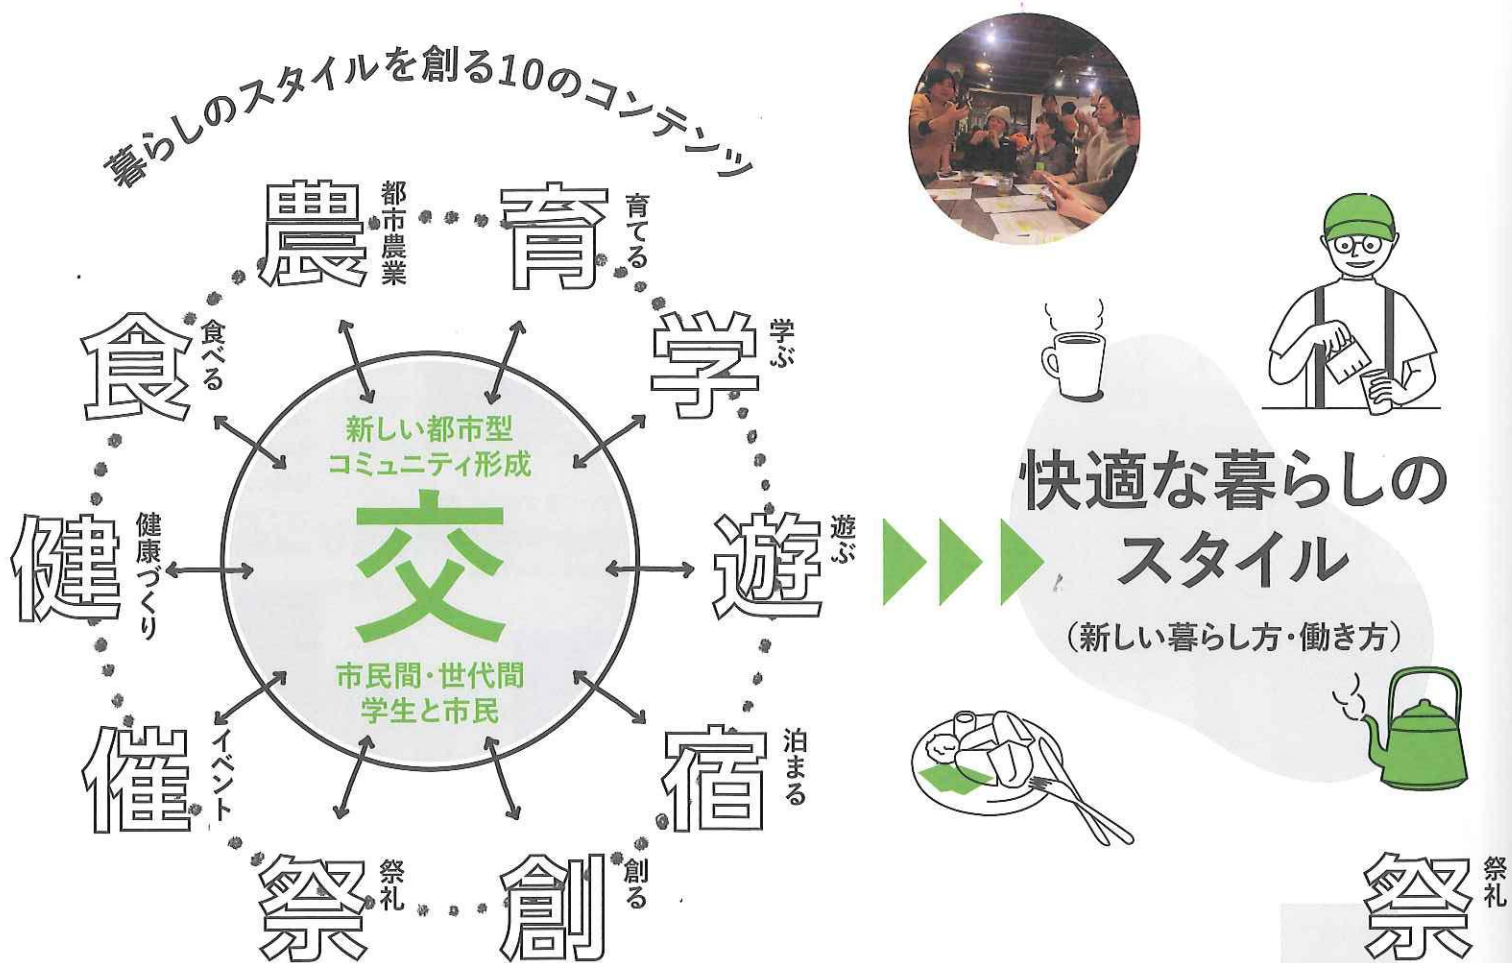 暮らしのスタイルを創る10のコンテンツ
農
都市農業
育
育てる
学
学ぶ
遊
遊ぶ
宿
泊まる
創
創る
祭
祭礼
催
イベント
健
健康づくり
食
食べる
新しい都市型
コミュニティ形成
交
市民間・世代間
学生と市民
快適な暮らしの
スタイル
(新しい暮らし方・働き方)
祭
祭礼